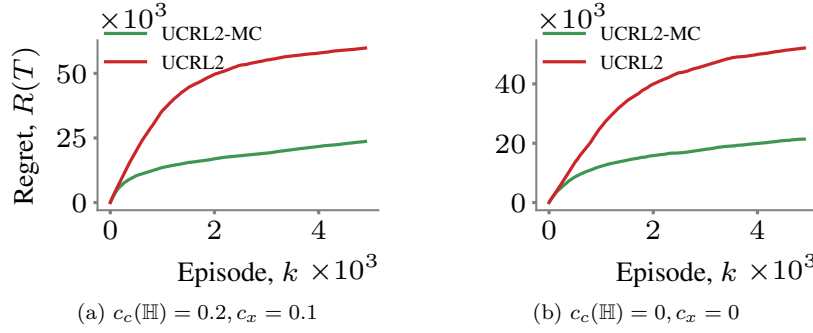 ×10³
UCRL2-MC
UCRL2
50
25
0
0
2
4
Regret, R(T)
Episode, k ×10³
(a) c_c(ℍ) = 0.2, c_x = 0.1
×10³
UCRL2-MC
UCRL2
40
20
0
0
2
4
Episode, k ×10³
(b) c_c(ℍ) = 0, c_x = 0